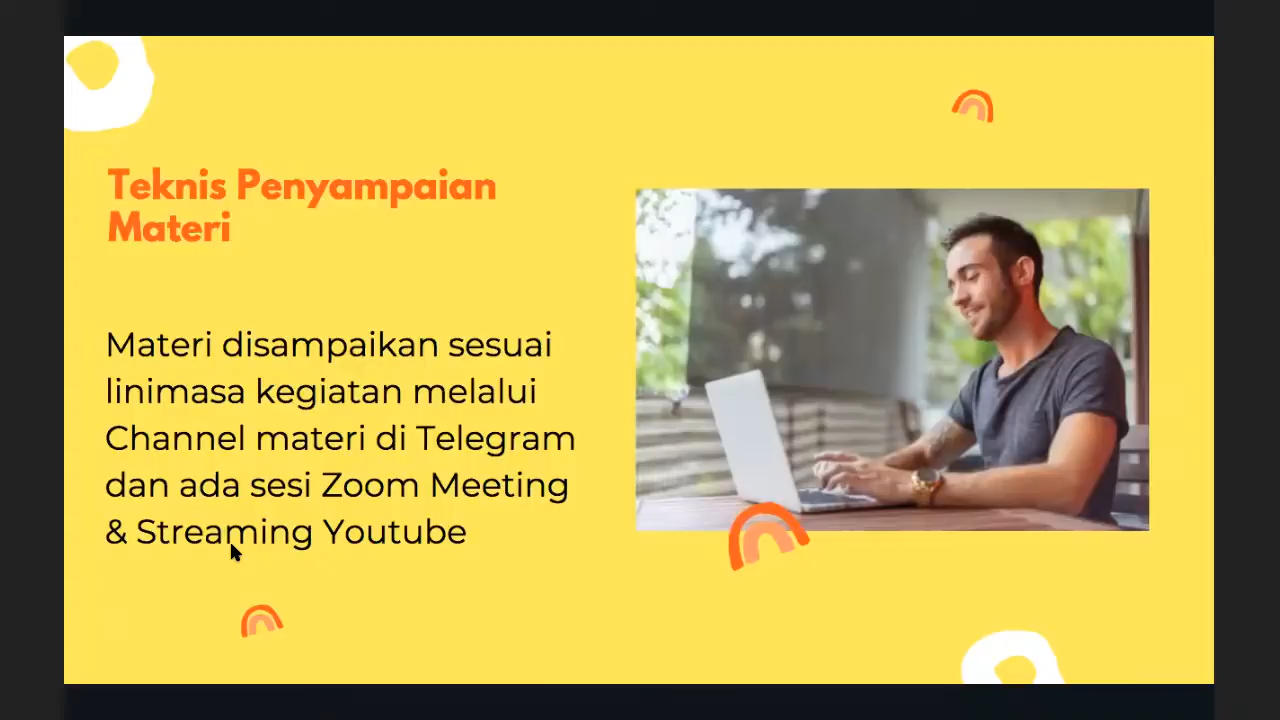 Teknis Penyampaian
Materi
Materi disampaikan sesuai
linimasa kegiatan melalui
Channel materi di Telegram
dan ada sesi Zoom Meeting
& Streaming Youtube